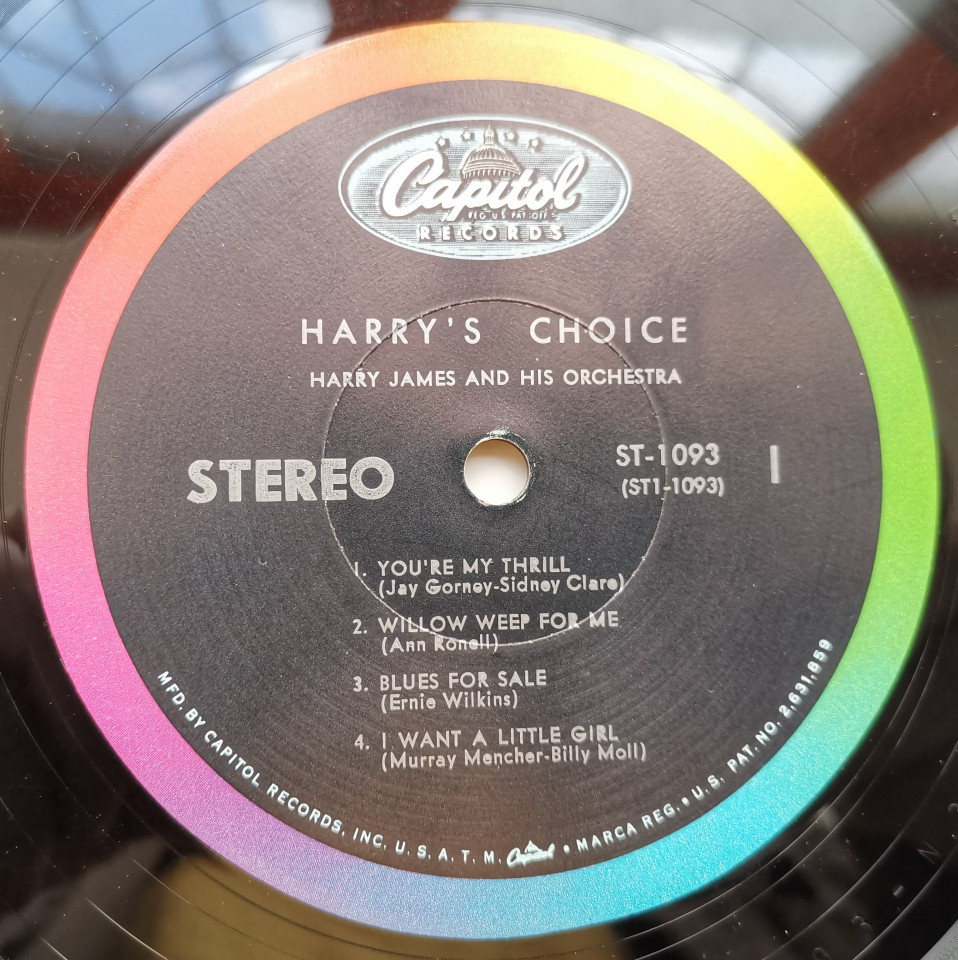 Capitol
REG. U.S. PAT. OFF.
RECORDS
HARRY'S CHOICE
HARRY JAMES AND HIS ORCHESTRA
STEREO
ST-1093
(ST1-1093)
1
1. YOU'RE MY THRILL
(Jay Gorney-Sidney Clare)
2. WILLOW WEEP FOR ME
(Ann Ronell)
3. BLUES FOR SALE
(Ernie Wilkins)
4. I WANT A LITTLE GIRL
(Murray Mencher-Billy Moll)
MFD. BY CAPITOL RECORDS, INC. U. S. A. T. M. Capitol • MARCA REG. • U. S. PAT. NO. 2,631,859